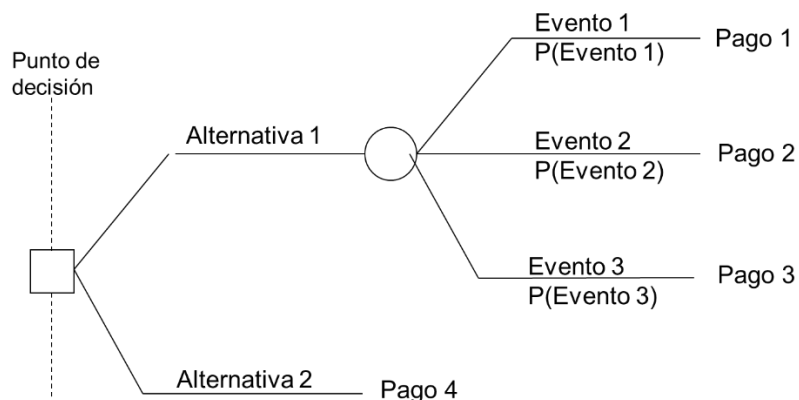 Punto de
decisión
Alternativa 1
Evento 1
P(Evento 1)
Pago 1
Evento 2
P(Evento 2)
Pago 2
Evento 3
P(Evento 3)
Pago 3
Alternativa 2
Pago 4